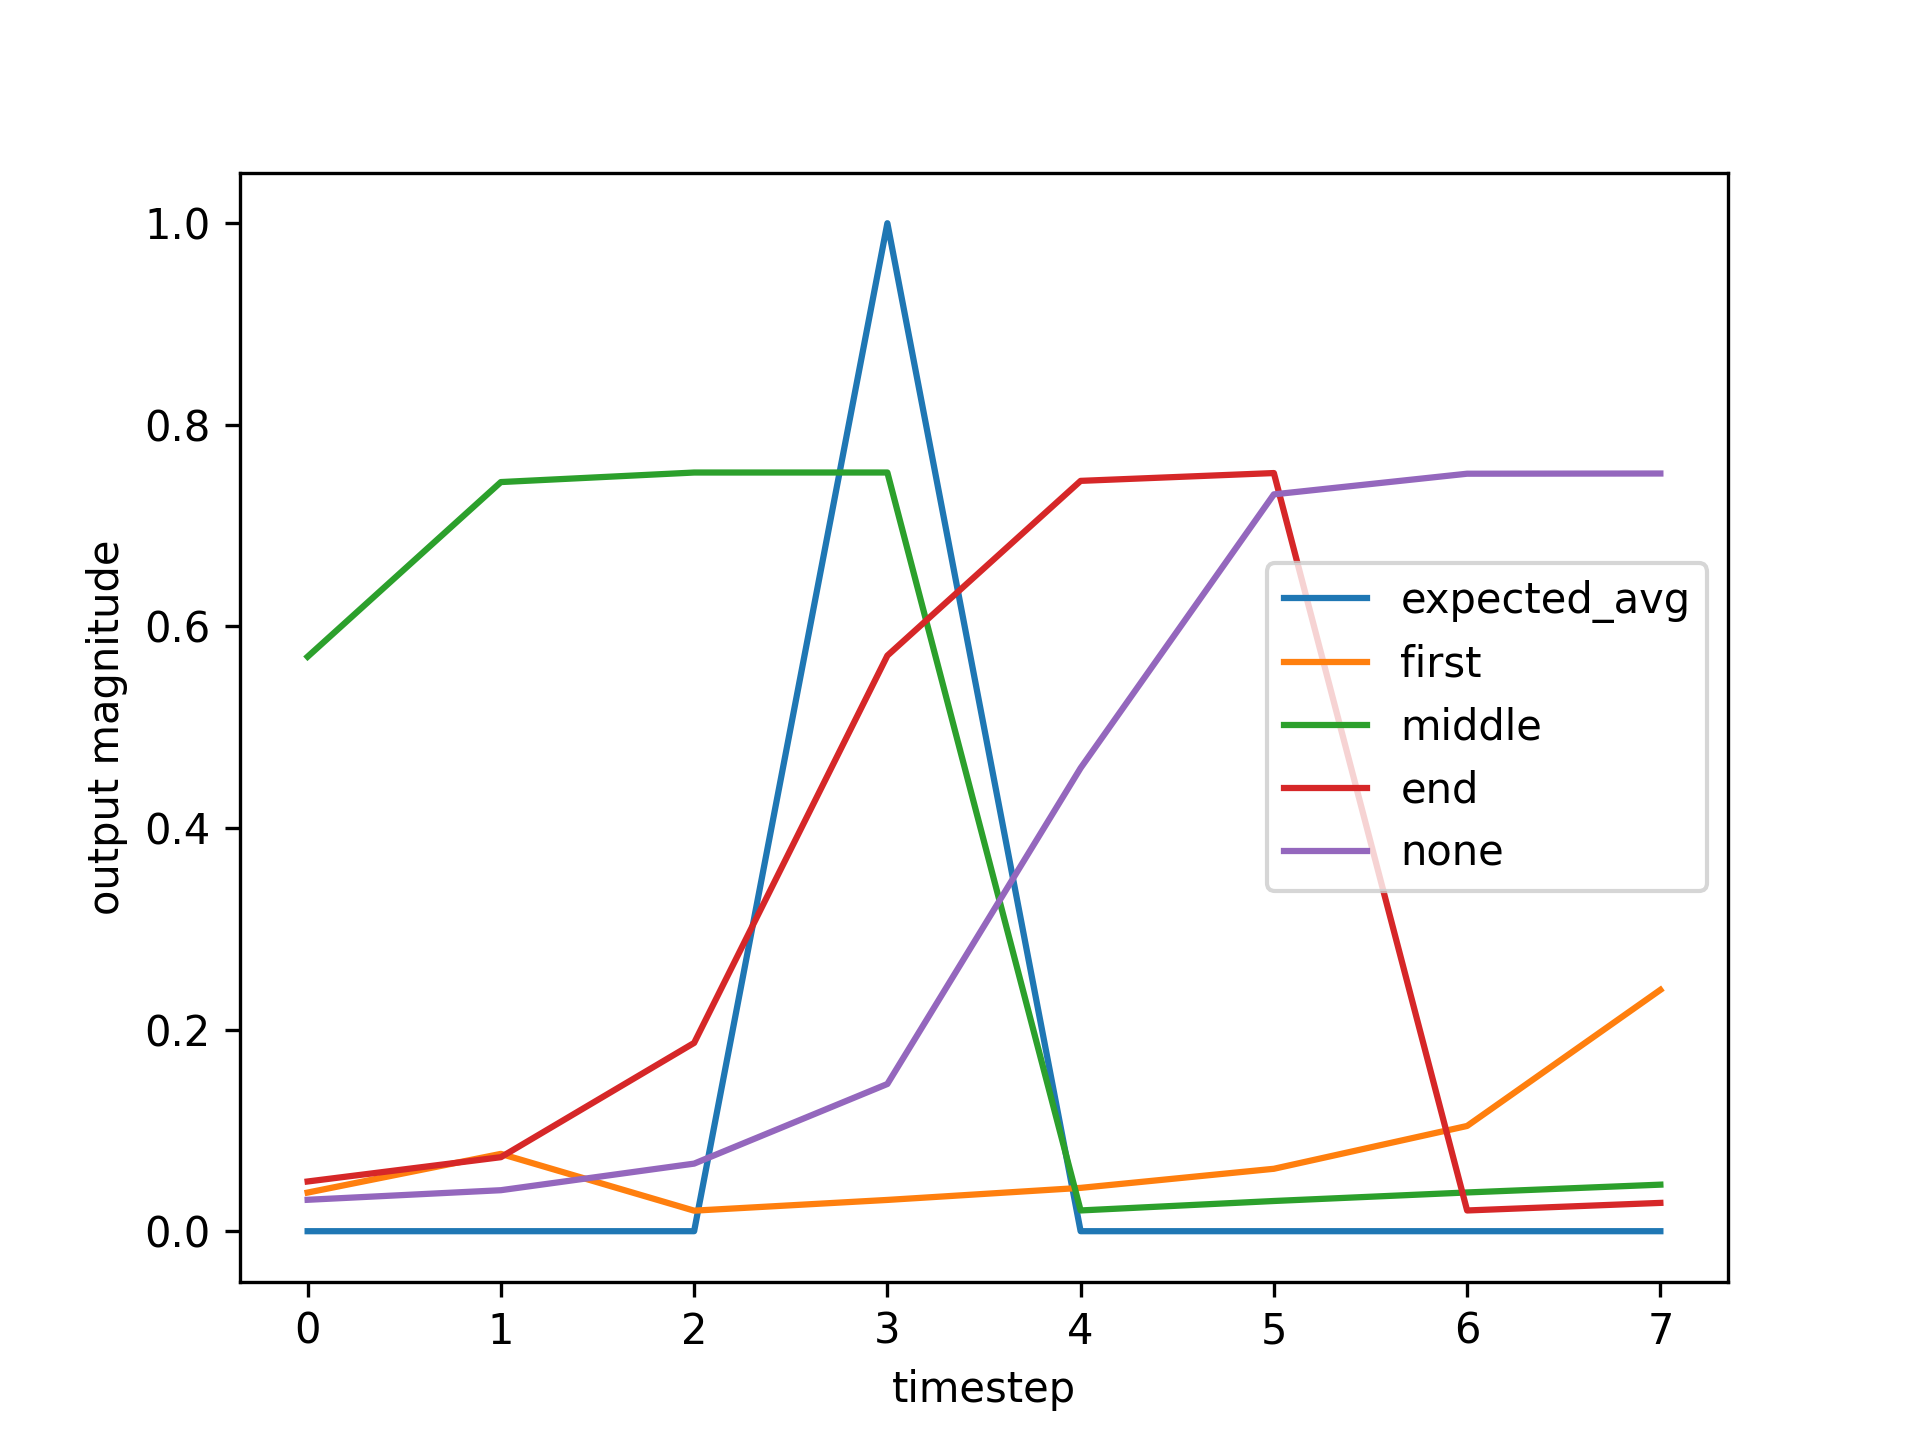 output magnitude
1.0
0.8
0.6
0.4
0.2
0.0
expected_avg
first
middle
end
none
0 1 2 3 4 5 6 7
timestep